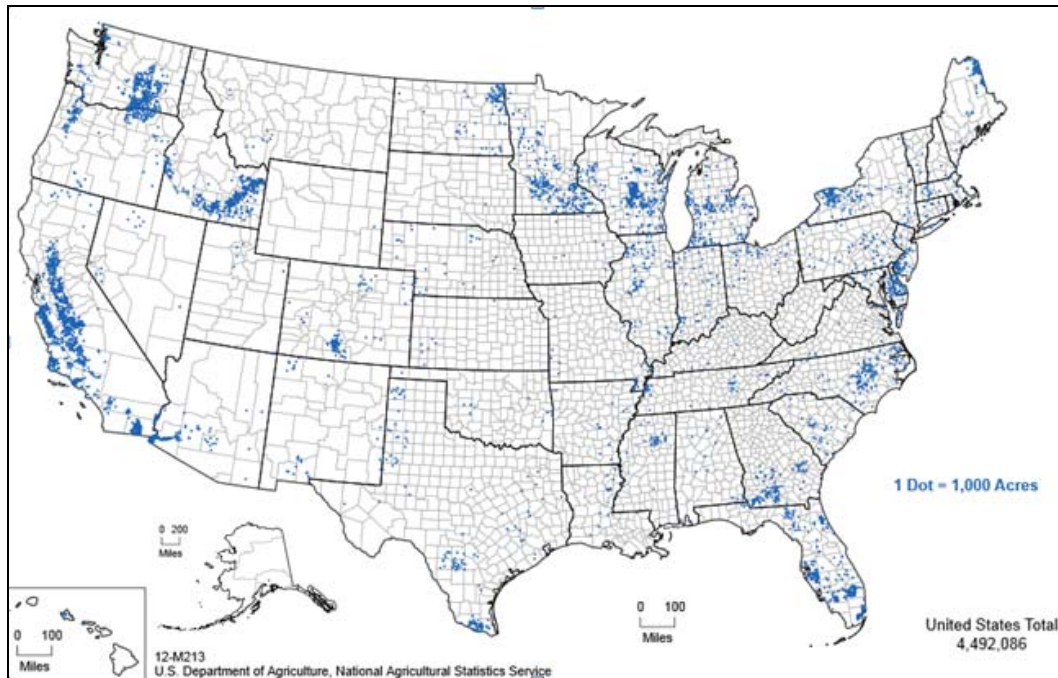 1 Dot = 1,000 Acres
0 200
Miles
0 100
Miles
0 100
Miles
United States Total
4,492,086
12-M213
U.S. Department of Agriculture, National Agricultural Statistics Service